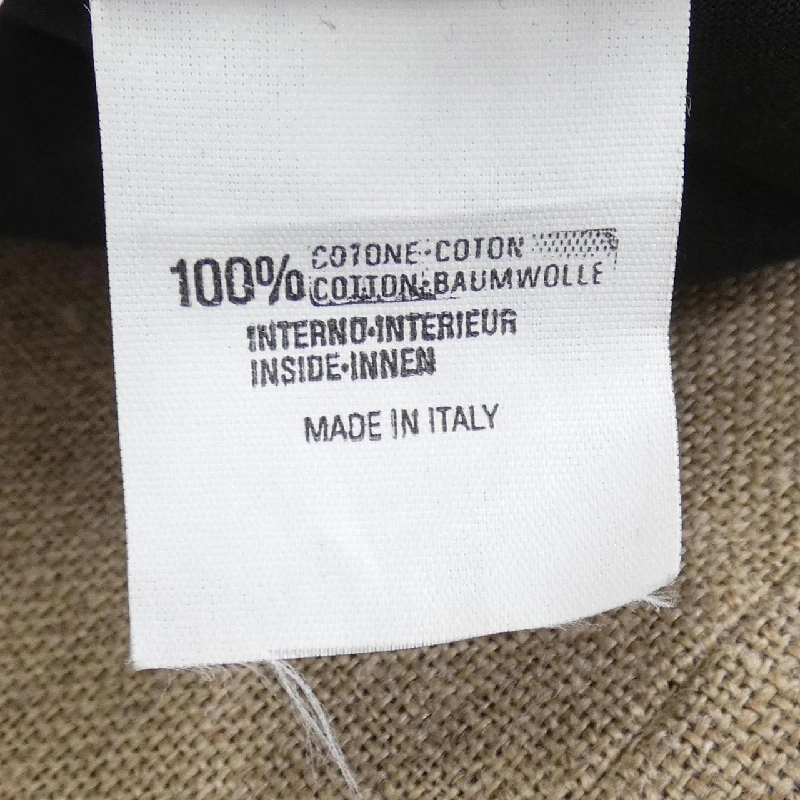 100% COTONE·COTON
COTTON·BAUMWOLLE
INTERNO·INTERIEUR
INSIDE·INNEN
MADE IN ITALY